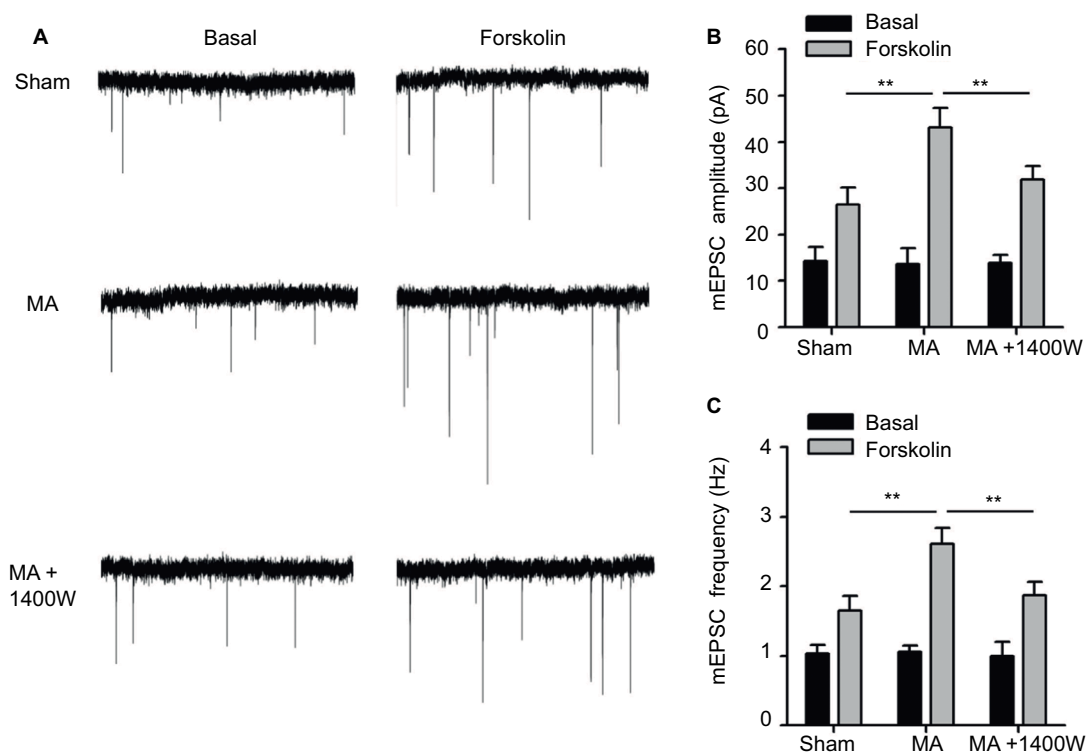 A
Basal
Forskolin
Sham
MA
MA +
1400W
B
Basal
Forskolin
mEPSC amplitude (pA)
60
50
40
30
20
10
0
**
**
Sham
MA
MA +1400W
C
Basal
Forskolin
mEPSC frequency (Hz)
4
3
2
1
0
**
**
Sham
MA
MA +1400W